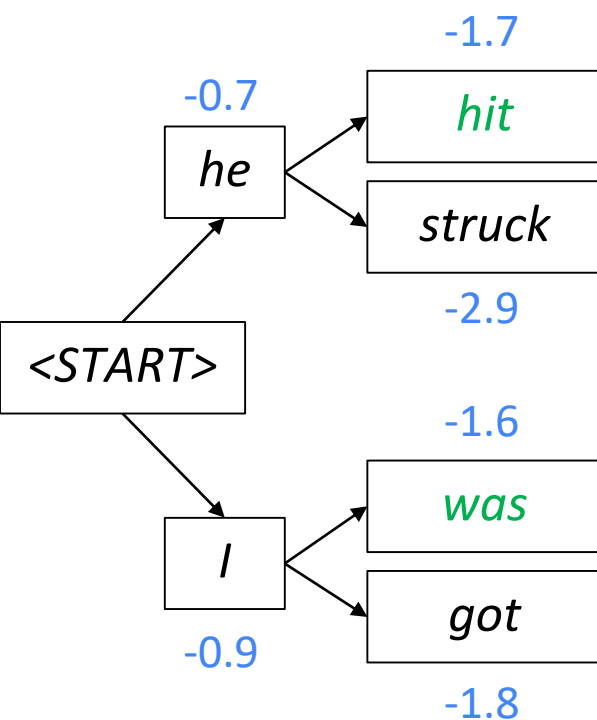 -1.7
-0.7
hit
he
struck
-2.9
<START>
-1.6
was
I
got
-0.9
-1.8